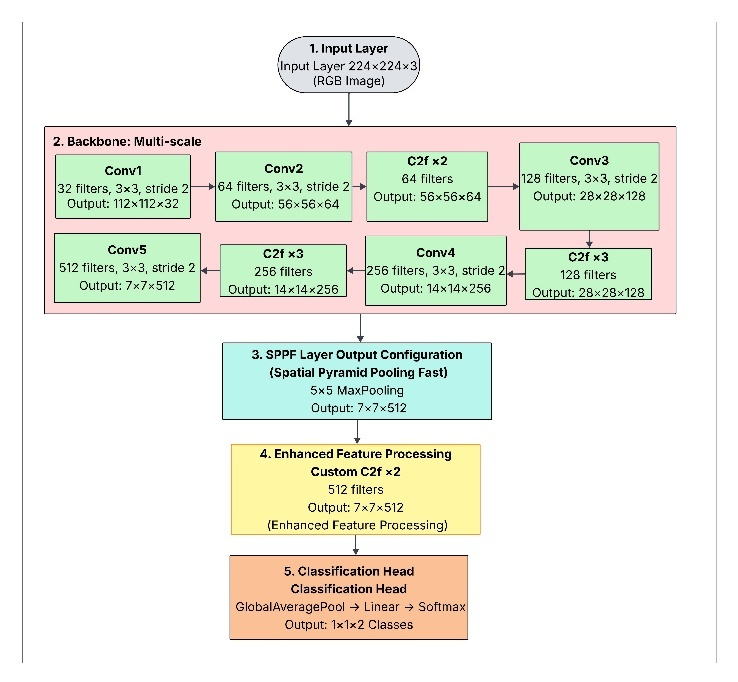 1. Input Layer
Input Layer 224×224×3
(RGB Image)
2. Backbone: Multi-scale
Conv1
32 filters, 3×3, stride 2
Output: 112×112×32
Conv2
64 filters, 3×3, stride 2
Output: 56×56×64
C2f ×2
64 filters
Output: 56×56×64
Conv3
128 filters, 3×3, stride 2
Output: 28×28×128
C2f ×3
128 filters
Output: 28×28×128
Conv4
256 filters, 3×3, stride 2
Output: 14×14×256
C2f ×3
256 filters
Output: 14×14×256
Conv5
512 filters, 3×3, stride 2
Output: 7×7×512
3. SPPF Layer Output Configuration
(Spatial Pyramid Pooling Fast)
5×5 MaxPooling
Output: 7×7×512
4. Enhanced Feature Processing
Custom C2f ×2
512 filters
Output: 7×7×512
(Enhanced Feature Processing)
5. Classification Head
Classification Head
GlobalAveragePool → Linear → Softmax
Output: 1×1×2 Classes